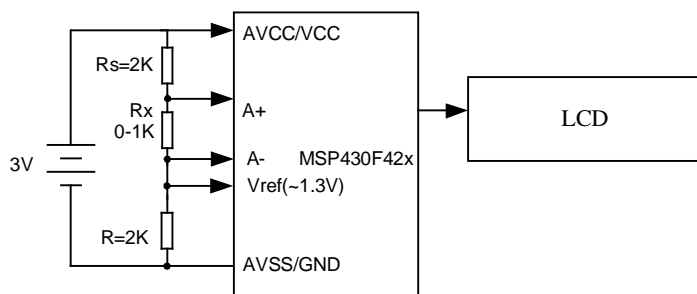 AVCC/VCC
Rs=2K
Rx
0-1K
A+
LCD
3V
A-
MSP430F42x
Vref(~1.3V)
R=2K
AVSS/GND